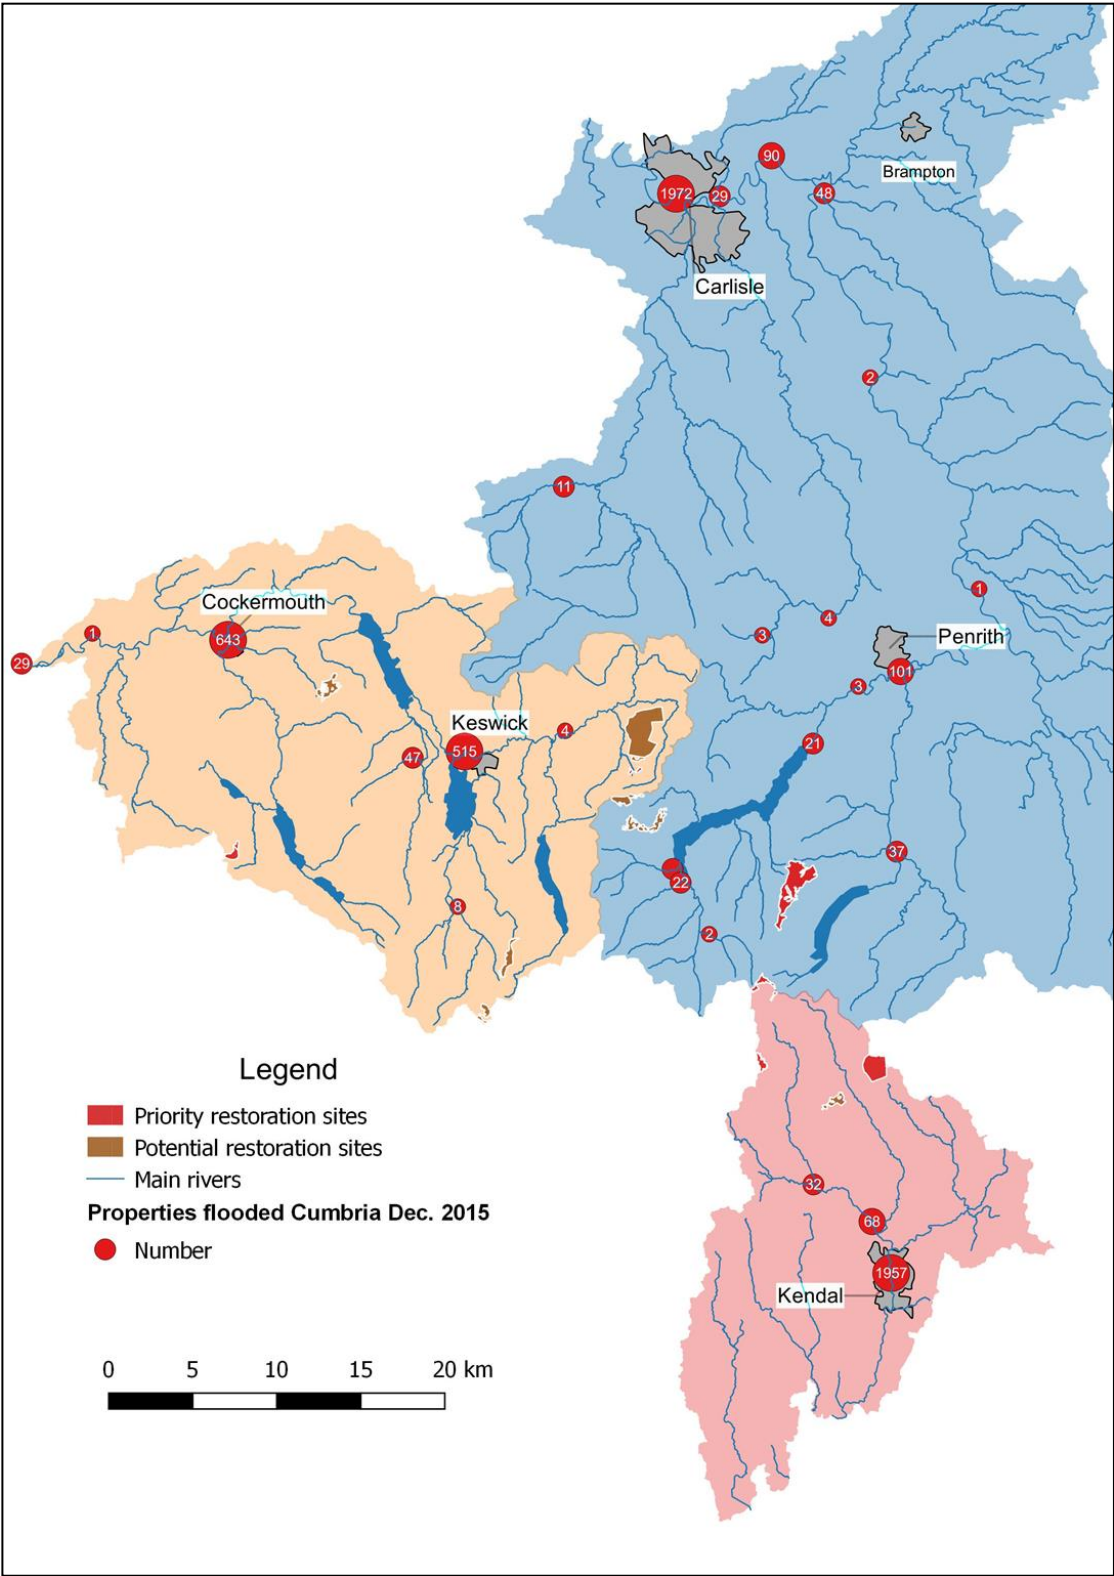 90
Brampton
1972
29
48
Carlisle
2
11
1
Cockermouth
4
Penrith
1
643
3
29
101
3
Keswick
4
21
47
515
37
22
8
2
Legend
Priority restoration sites
Potential restoration sites
Main rivers
32
Properties flooded Cumbria Dec. 2015
68
Number
1957
Kendal
0 5 10 15 20 km